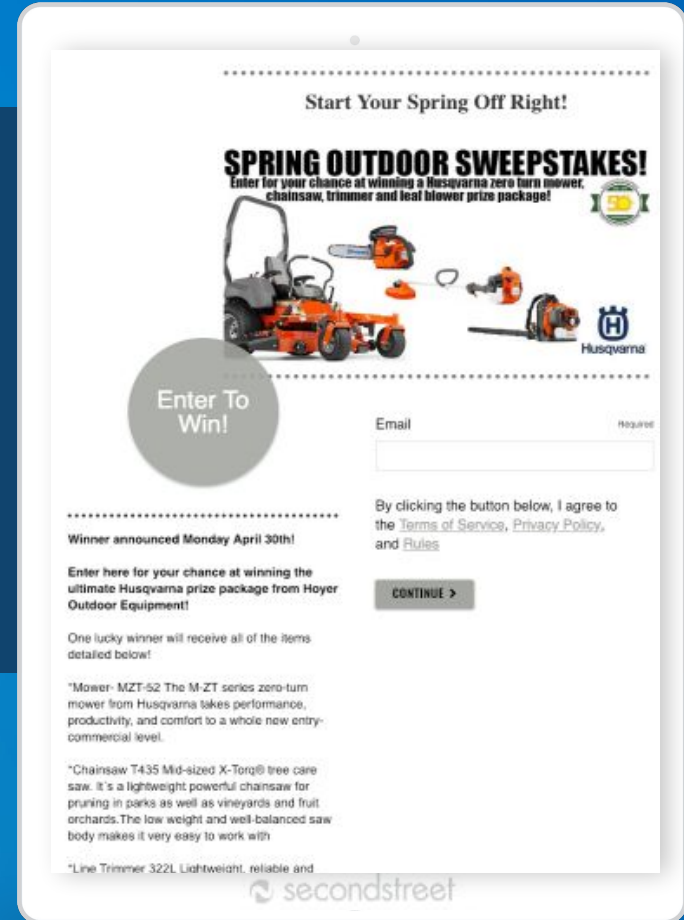 Start Your Spring Off Right!
SPRING OUTDOOR SWEEPSTAKES!
Enter for your chance at winning a Husqvarna zero turn mower,
chainsaw, trimmer and leaf blower prize package!
50
H
Husqvarna
Enter To
Win!
Email
Required
By clicking the button below, I agree to
the Terms of Service, Privacy Policy,
and Rules
CONTINUE >
Winner announced Monday April 30th!
Enter here for your chance at winning the
ultimate Husqvarna prize package from Hoyer
Outdoor Equipment!
One lucky winner will receive all of the items
detailed below!
*Mower- MZT-52 The M-ZT series zero-turn
mower from Husqvarna takes performance,
productivity, and comfort to a whole new entry-
commercial level.
*Chainsaw T435 Mid-sized X-Torq® tree care
saw. It`s a lightweight powerful chainsaw for
pruning in parks as well as vineyards and fruit
orchards.The low weight and well-balanced saw
body makes it very easy to work with
*Line Trimmer 322L Lightweight, reliable and
secondstreet